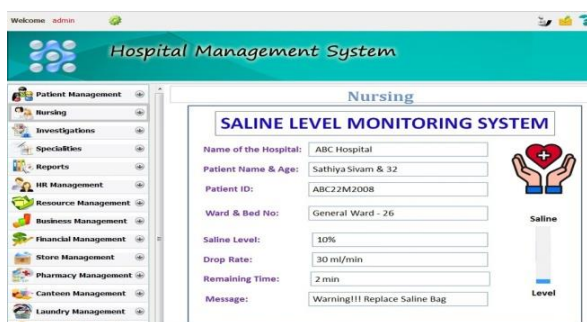 Welcome admin
Hospital Management System
Patient Management
Nursing
Investigations
Specialities
Reports
HR Management
Resource Management
Business Management
Financial Management
Store Management
Pharmacy Management
Canteen Management
Laundry Management
Nursing
SALINE LEVEL MONITORING SYSTEM
Name of the Hospital: ABC Hospital
Patient Name & Age: Sathiya Sivam & 32
Patient ID: ABC22M2008
Ward & Bed No: General Ward - 26
Saline Level: 10%
Drop Rate: 30 ml/min
Remaining Time: 2 min
Message: Warning!!! Replace Saline Bag
Saline
Level